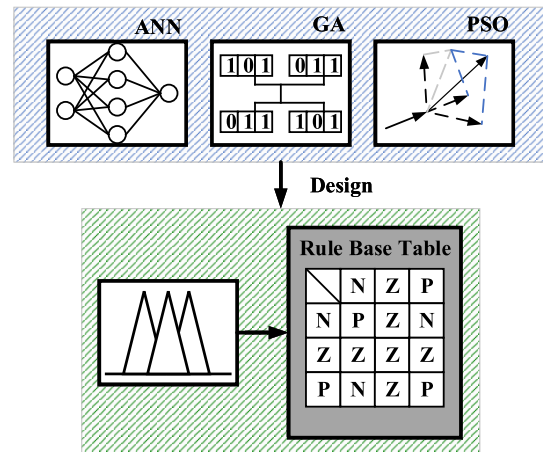 ANN GA PSO
1 0 1 0 1 1
0 1 1 1 0 1
Design
Rule Base Table
N Z P
N P Z N
Z Z Z Z
P N Z P